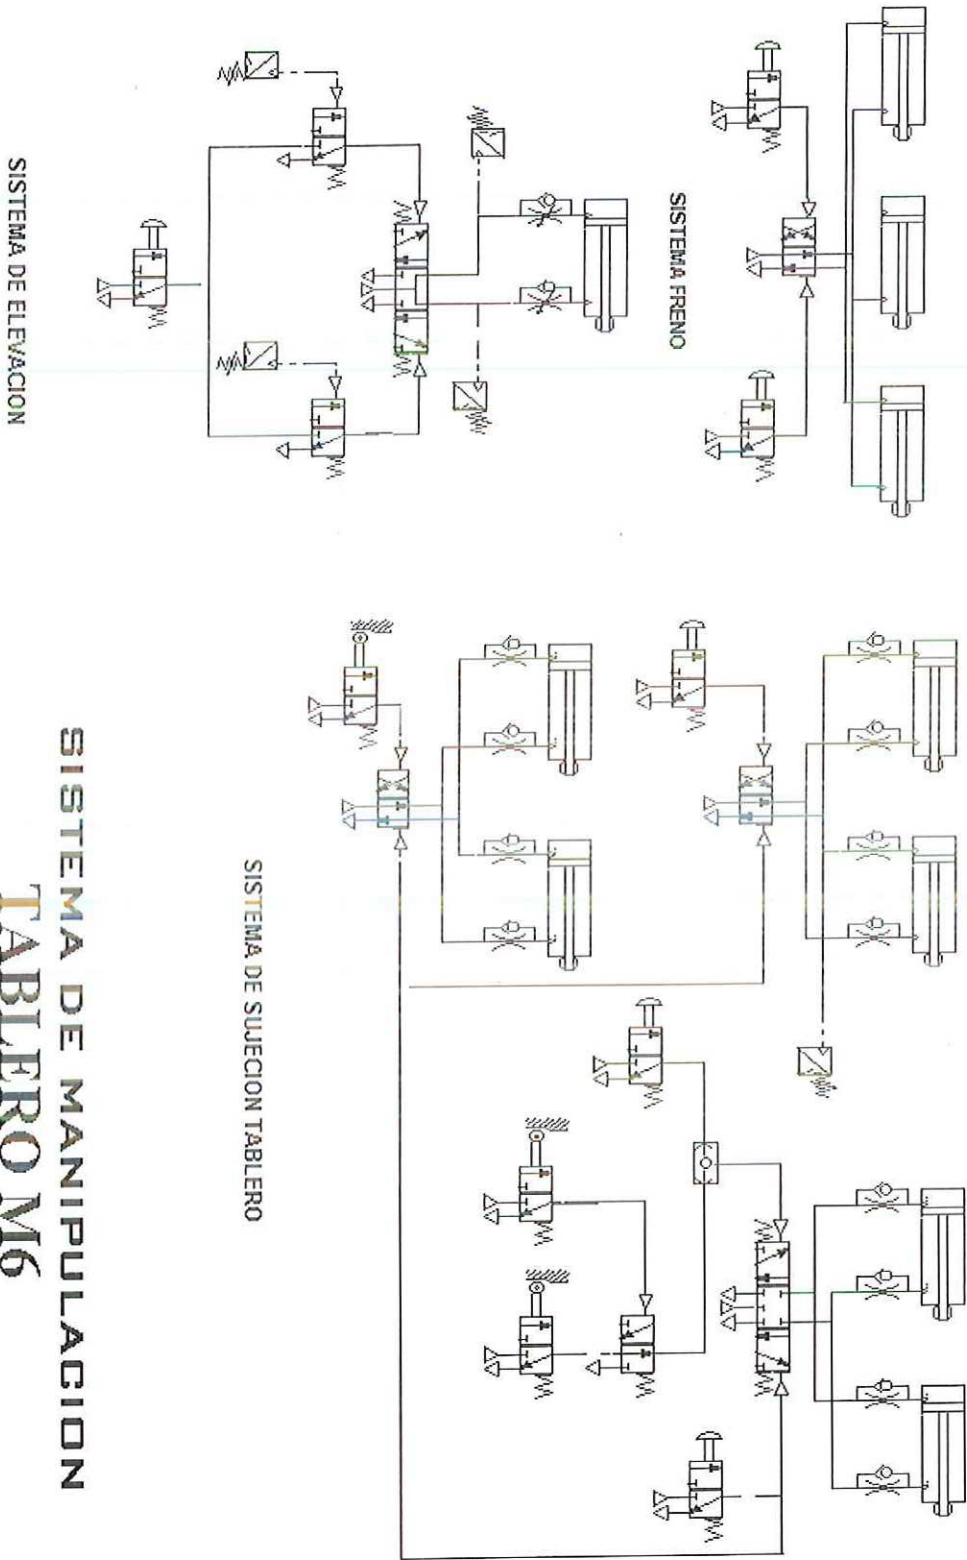 SISTEMA FRENO
SISTEMA DE ELEVACION
SISTEMA DE SUJECION TABLERO
SISTEMA DE MANIPULACION
TABLERO M6